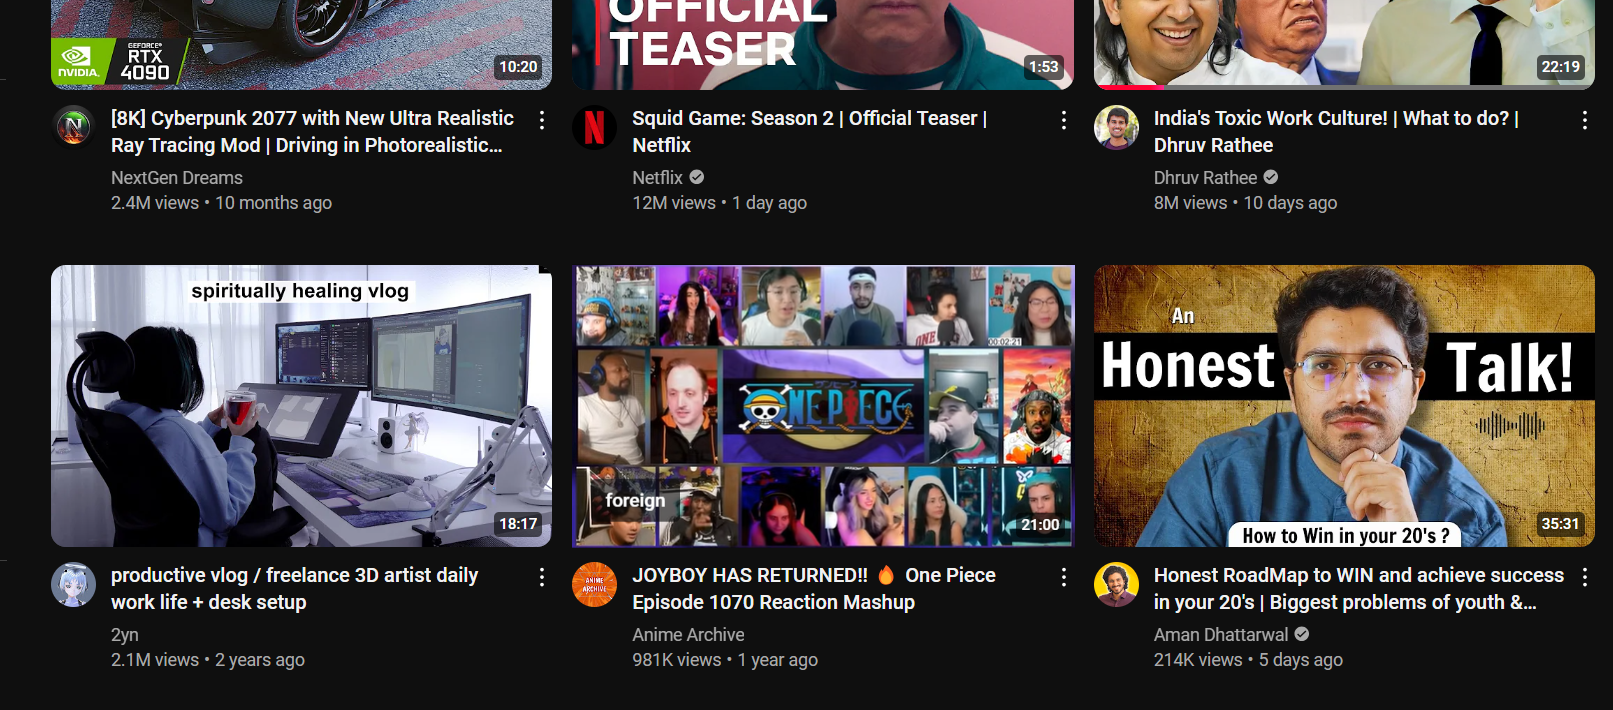 OFFICIAL
TEASER
NVIDIA.
GEFORCE®
RTX
4090
10:20
1:53
22:19
[8K] Cyberpunk 2077 with New Ultra Realistic
Ray Tracing Mod | Driving in Photorealistic...
NextGen Dreams
2.4M views • 10 months ago
Squid Game: Season 2 | Official Teaser |
Netflix
Netflix
12M views • 1 day ago
India's Toxic Work Culture! | What to do? |
Dhruv Rathee
Dhruv Rathee
8M views • 10 days ago
spiritually healing vlog
18:17
00:02:21
ONE PIECE
foreign
21:00
An
Honest Talk!
How to Win in your 20's ?
35:31
productive vlog / freelance 3D artist daily
work life + desk setup
2yn
2.1M views • 2 years ago
ANIME
ARCHIVE
JOYBOY HAS RETURNED!! 🔥 One Piece
Episode 1070 Reaction Mashup
Anime Archive
981K views • 1 year ago
Honest RoadMap to WIN and achieve success
in your 20's | Biggest problems of youth &...
Aman Dhattarwal
214K views • 5 days ago